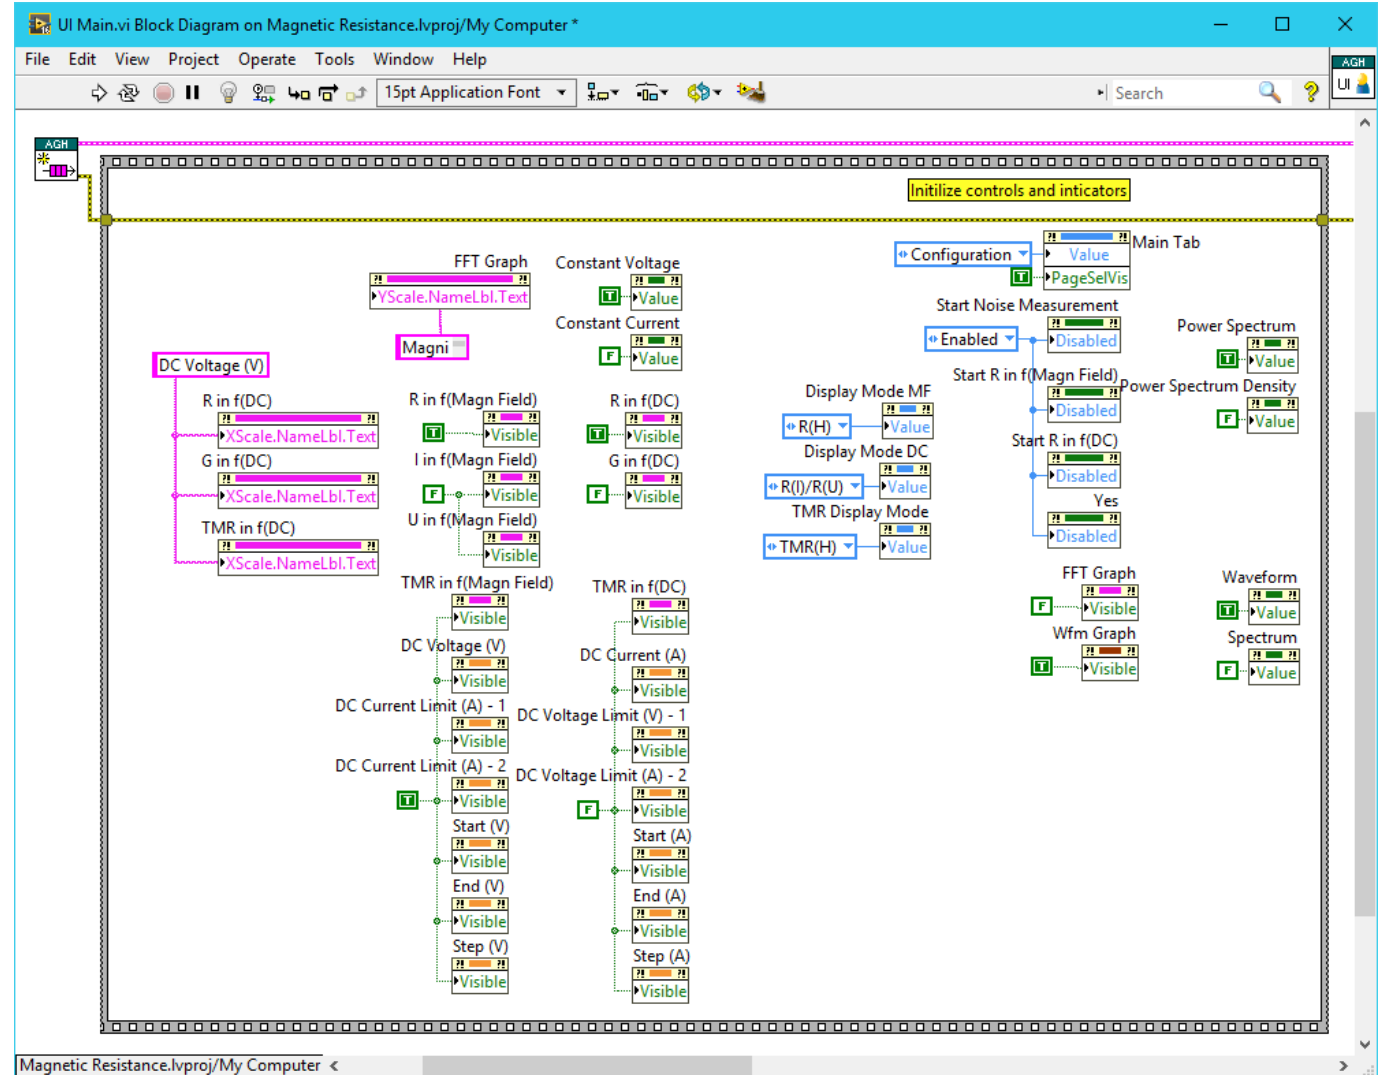 UI Main.vi Block Diagram on Magnetic Resistance.lvproj/My Computer *
File Edit View Project Operate Tools Window Help
AGH
UI
15pt Application Font
Search
AGH
Initilize controls and inticators
Main Tab
Configuration
Value
T
PageSelVis
FFT Graph
YScale.NameLbl.Text
Magni
Constant Voltage
T
Value
Constant Current
F
Value
Start Noise Measurement
Enabled
Disabled
Start R in f(Magn Field)
Disabled
Start R in f(DC)
Disabled
Yes
Disabled
Power Spectrum
T
Value
Power Spectrum Density
F
Value
DC Voltage (V)
R in f(DC)
XScale.NameLbl.Text
G in f(DC)
XScale.NameLbl.Text
TMR in f(DC)
XScale.NameLbl.Text
R in f(Magn Field)
T
Visible
I in f(Magn Field)
F
Visible
U in f(Magn Field)
Visible
R in f(DC)
T
Visible
G in f(DC)
F
Visible
Display Mode MF
R(H)
Value
Display Mode DC
R(I)/R(U)
Value
TMR Display Mode
TMR(H)
Value
TMR in f(Magn Field)
Visible
DC Voltage (V)
Visible
DC Current Limit (A) - 1
Visible
DC Current Limit (A) - 2
T
Visible
Start (V)
Visible
End (V)
Visible
Step (V)
Visible
TMR in f(DC)
Visible
DC Current (A)
Visible
DC Voltage Limit (V) - 1
Visible
DC Voltage Limit (A) - 2
F
Visible
Start (A)
Visible
End (A)
Visible
Step (A)
Visible
FFT Graph
F
Visible
Wfm Graph
T
Visible
Waveform
T
Value
Spectrum
F
Value
Magnetic Resistance.lvproj/My Computer